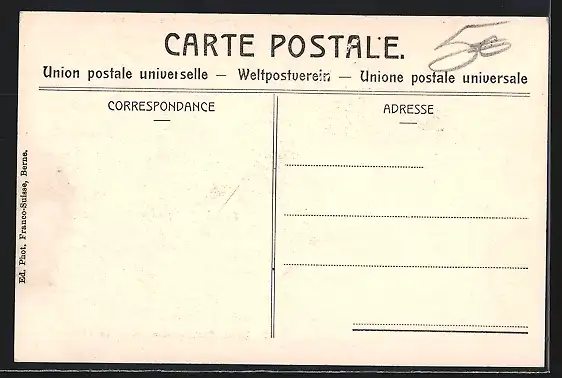 CARTE POSTALE.
Union postale universelle — Weltpostverein — Unione postale universale
CORRESPONDANCE
ADRESSE
Ed. Phot. Franco-Suisse, Berne.